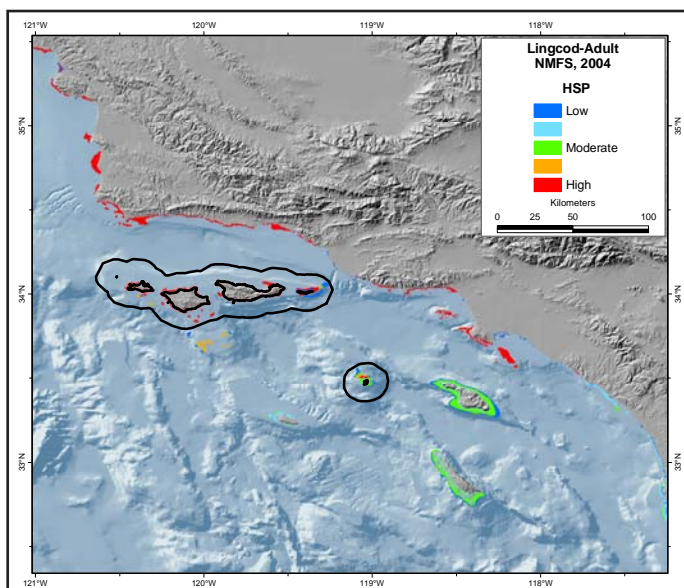 121°W 120°W 119°W 118°W
Lingcod-Adult
NMFS, 2004
HSP
Low
Moderate
High
Kilometers
0 25 50 100
35°N 35°N
34°N 34°N
33°N 33°N
121°W 120°W 119°W 118°W